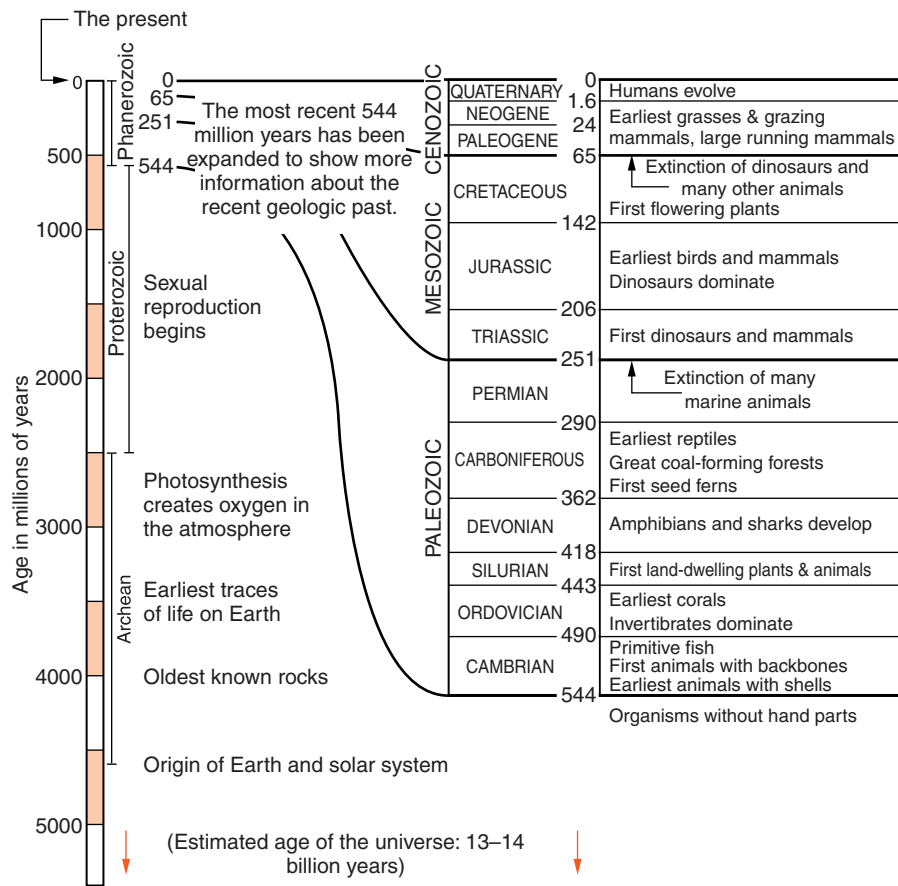 The present
Age in millions of years
0
500
1000
2000
3000
4000
5000
Phanerozoic
Proterozoic
Archean
0
65
251
544
The most recent 544
million years has been
expanded to show more
information about the
recent geologic past.
Sexual
reproduction
begins
Photosynthesis
creates oxygen in
the atmosphere
Earliest traces
of life on Earth
Oldest known rocks
Origin of Earth and solar system
(Estimated age of the universe: 13–14
billion years)
CENOZOIC
MESOZOIC
PALEOZOIC
0
QUATERNARY
Humans evolve
1.6
NEOGENE
Earliest grasses & grazing
mammals, large running mammals
24
PALEOGENE
65
Extinction of dinosaurs and
many other animals
CRETACEOUS
First flowering plants
142
JURASSIC
Earliest birds and mammals
Dinosaurs dominate
206
TRIASSIC
First dinosaurs and mammals
251
Extinction of many
marine animals
PERMIAN
290
CARBONIFEROUS
Earliest reptiles
Great coal-forming forests
First seed ferns
362
DEVONIAN
Amphibians and sharks develop
418
SILURIAN
First land-dwelling plants & animals
443
ORDOVICIAN
Earliest corals
Invertibrates dominate
490
CAMBRIAN
Primitive fish
First animals with backbones
Earliest animals with shells
544
Organisms without hand parts